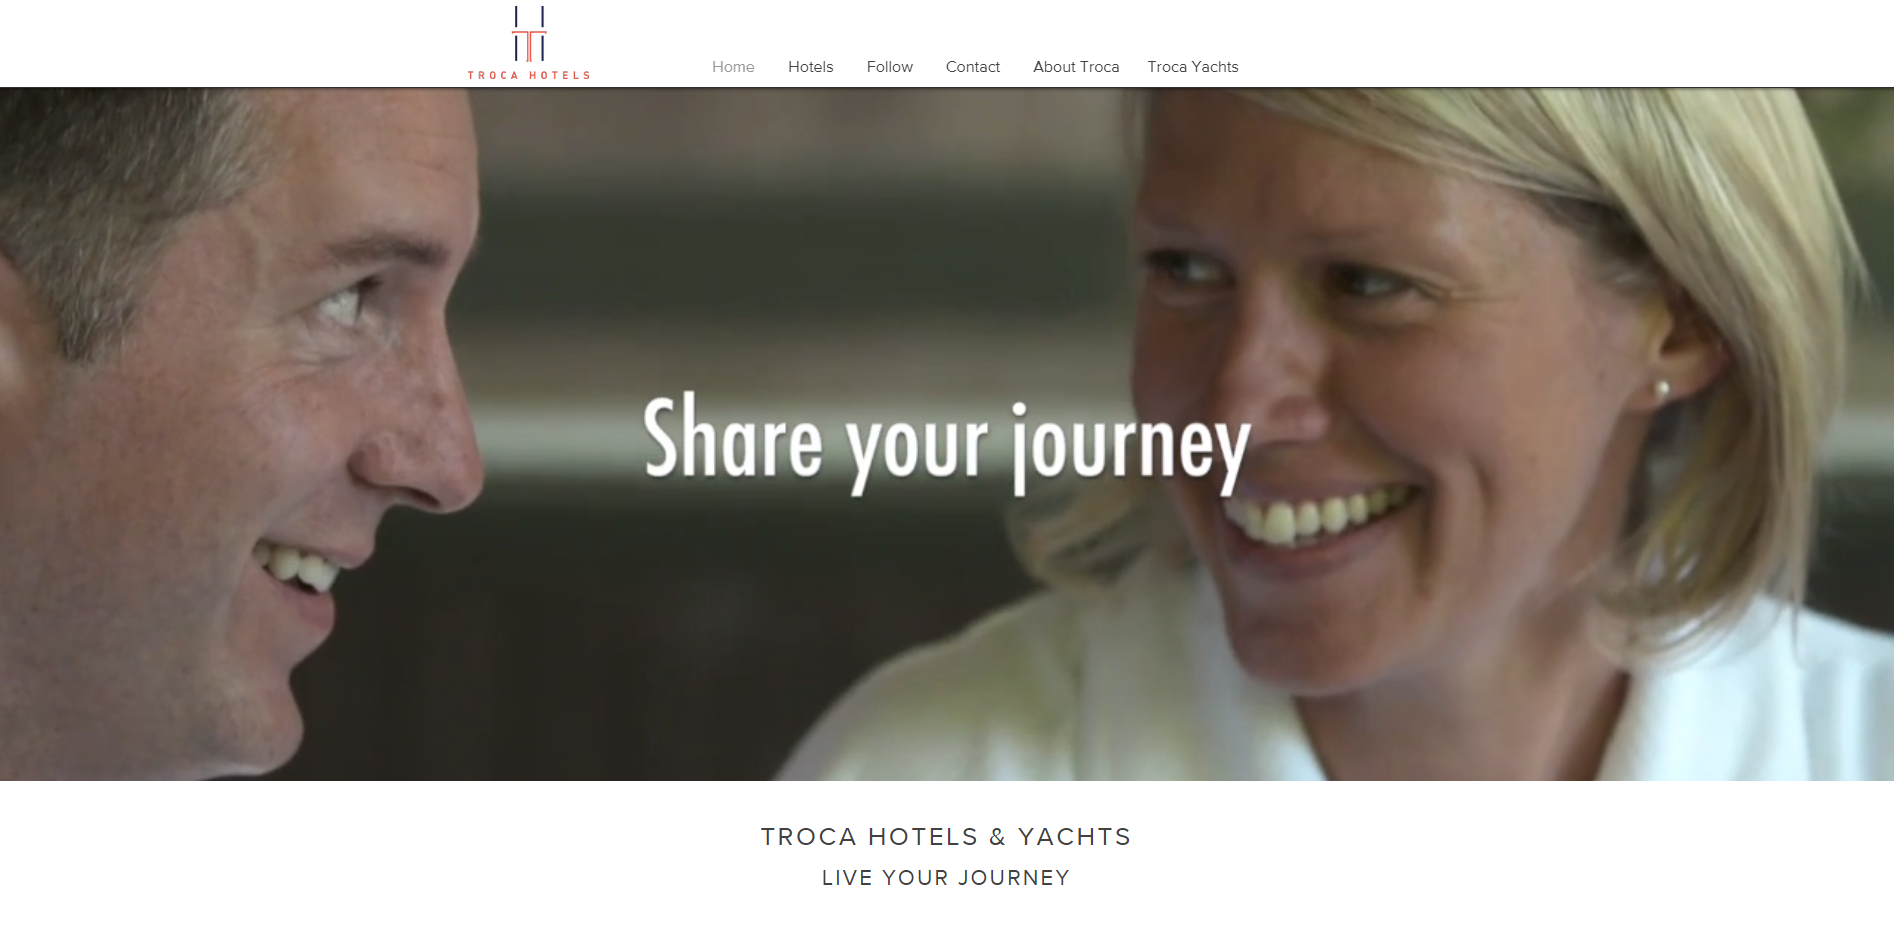 TROCA HOTELS
Home Hotels Follow Contact About Troca Troca Yachts
Share your journey
TROCA HOTELS & YACHTS
LIVE YOUR JOURNEY